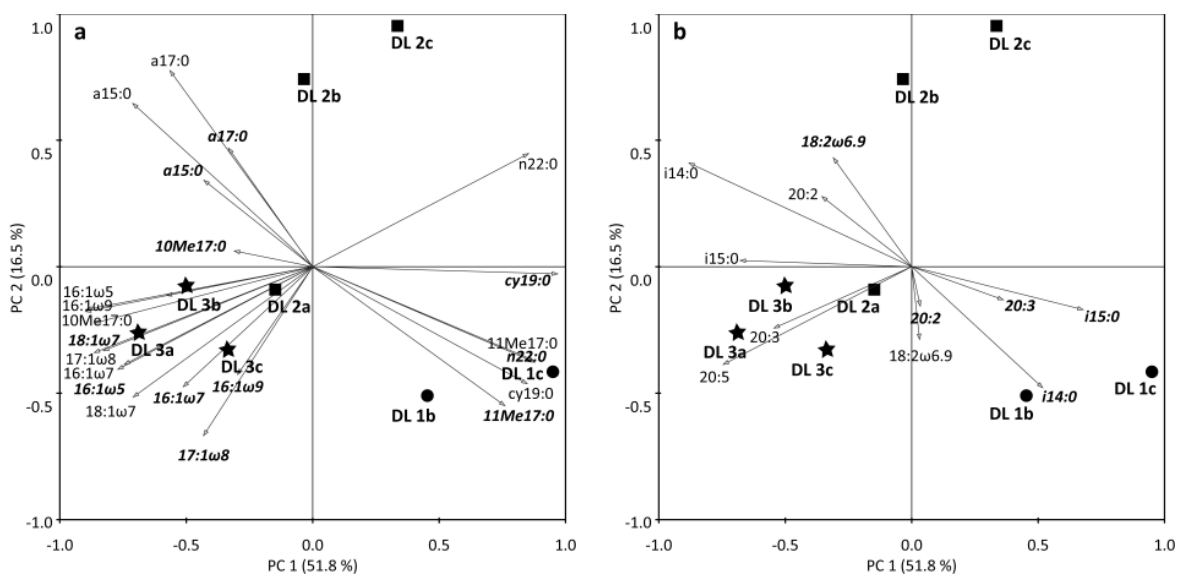 a
1.0
0.5
0.0
-0.5
-1.0
PC 2 (16.5 %)
DL 2c
DL 2b
a17:0
a15:0
a17:0
a15:0
n22:0
10Me17:0
cy19:0
16:1ω5
16:1ω9
10Me17:0
DL 3b
DL 2a
18:1ω7
DL 3a
17:1ω8
16:1ω7
DL 3c
16:1ω5
16:1ω7
16:1ω9
18:1ω7
17:1ω8
11Me17:0
n22:0
DL 1c
cy19:0
DL 1b
11Me17:0
-1.0
-0.5
0.0
0.5
1.0
PC 1 (51.8 %)
b
1.0
0.5
0.0
-0.5
-1.0
PC 2 (16.5 %)
DL 2c
DL 2b
18:2ω6.9
i14:0
20:2
i15:0
DL 3b
DL 2a
20:3
i15:0
20:2
20:3
DL 3a
DL 3c
18:2ω6.9
20:5
i14:0
DL 1c
DL 1b
-1.0
-0.5
0.0
0.5
1.0
PC 1 (51.8 %)